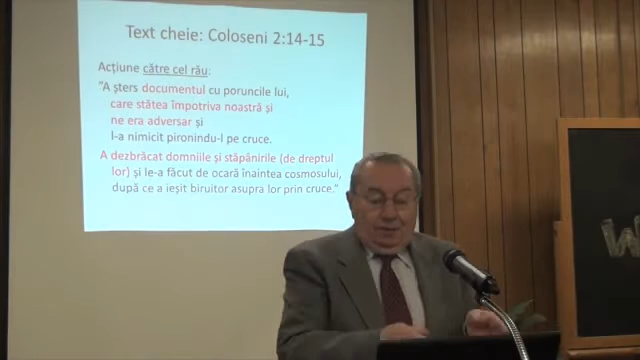 Text cheie: Coloseni 2:14-15
Acțiune către cel rău:
“A șters documentul cu poruncile lui,
care stătea împotriva noastră și
ne era adversar și
l-a nimicit pironindu-l pe cruce.
A dezbrăcat domniile și stăpânirile (de dreptul
lor) și le-a făcut de ocară înaintea cosmosului,
după ce a ieșit biruitor asupra lor prin cruce.”